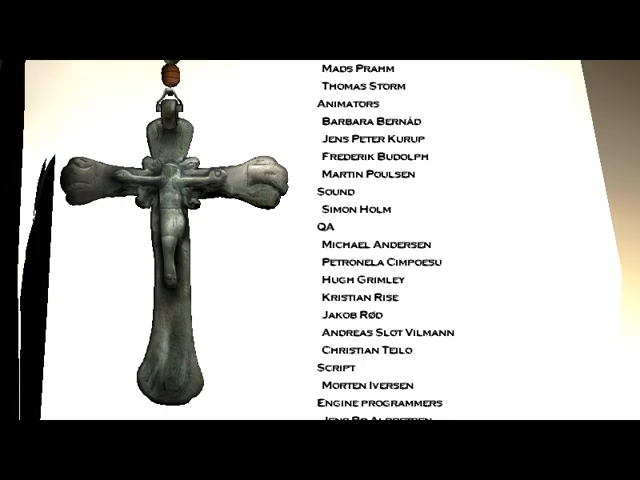 Mads Prahm
Thomas Storm
Animators
Barbara Bernád
Jens Peter Kurup
Frederik Budolph
Martin Poulsen
Sound
Simon Holm
QA
Michael Andersen
Petronela Cimpoesu
Hugh Grimley
Kristian Rise
Jakob Rød
Andreas Slot Vilmann
Christian Teilo
Script
Morten Iversen
Engine programmers